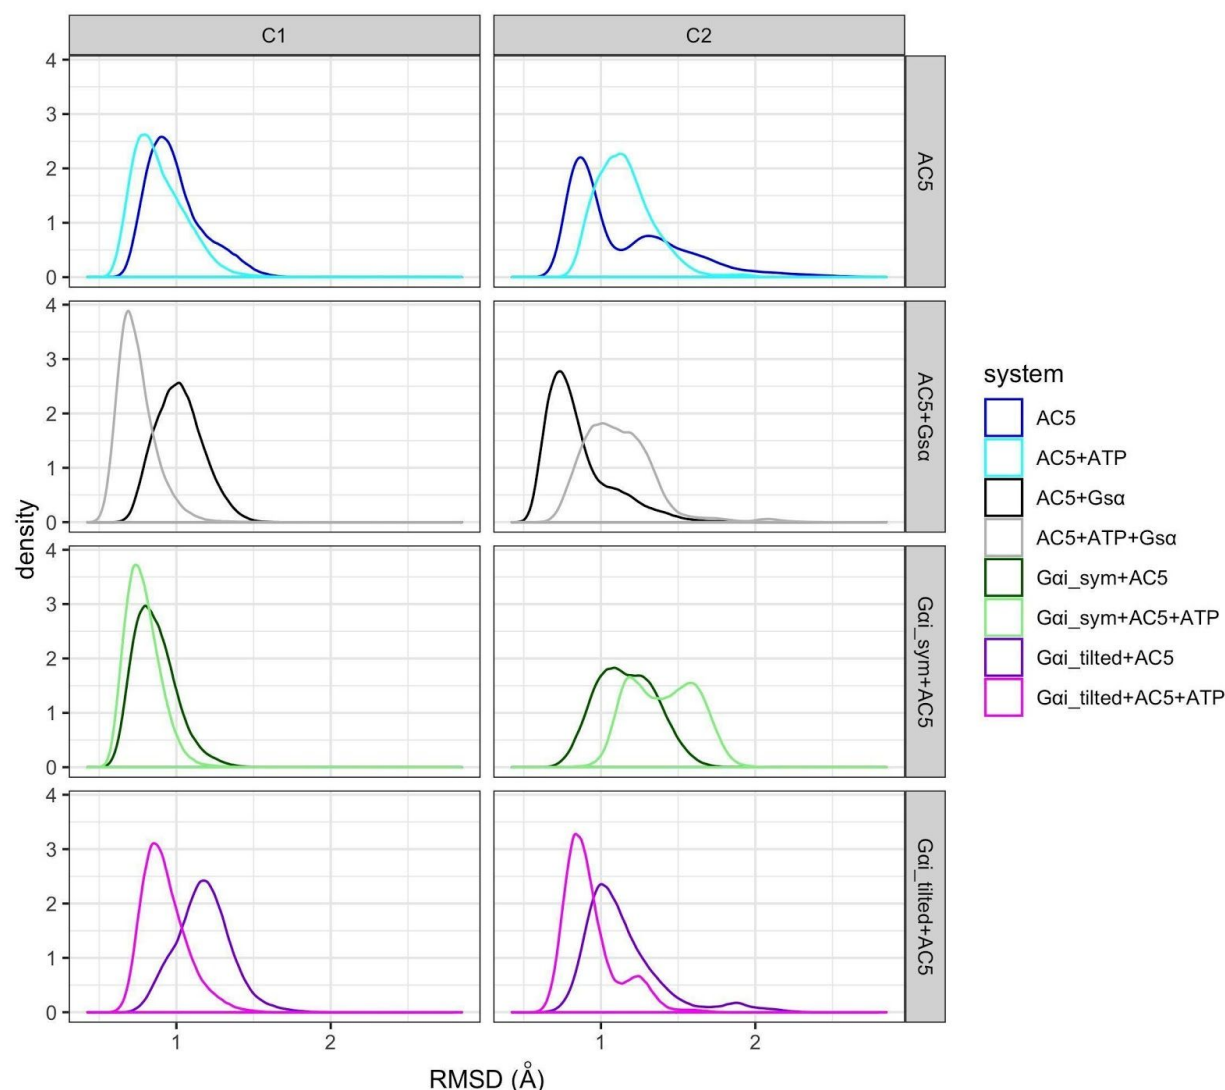 C1
C2
4
3
2
1
0
AC5
4
3
2
1
0
AC5+Gsα
4
3
2
1
0
Gαi_sym+AC5
4
3
2
1
0
Gαi_tilted+AC5
1
2
1
2
density
RMSD (Å)
system
AC5
AC5+ATP
AC5+Gsα
AC5+ATP+Gsα
Gαi_sym+AC5
Gαi_sym+AC5+ATP
Gαi_tilted+AC5
Gαi_tilted+AC5+ATP